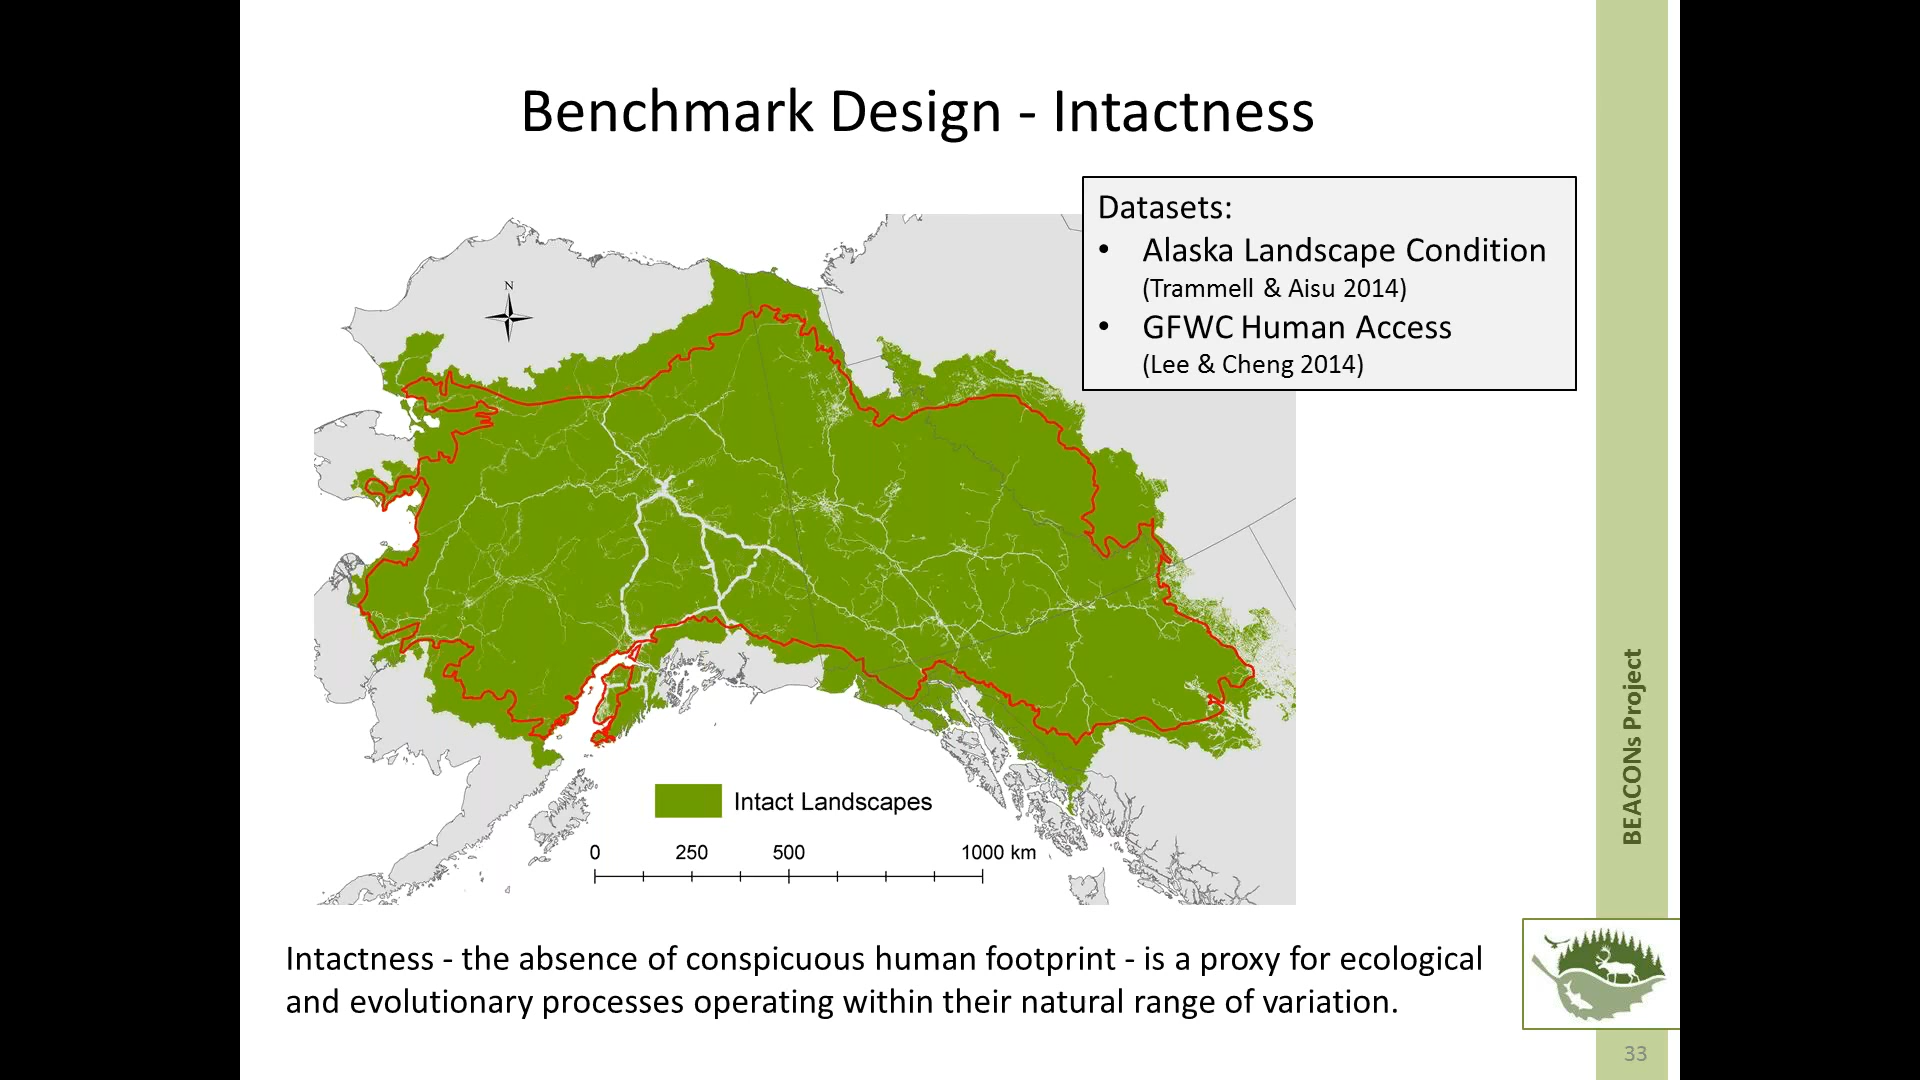 Benchmark Design - Intactness
Datasets:
• Alaska Landscape Condition
(Trammell & Aisu 2014)
• GFWC Human Access
(Lee & Cheng 2014)
N
Intact Landscapes
0 250 500 1000 km
Intactness - the absence of conspicuous human footprint - is a proxy for ecological
and evolutionary processes operating within their natural range of variation.
BEACONs Project
33